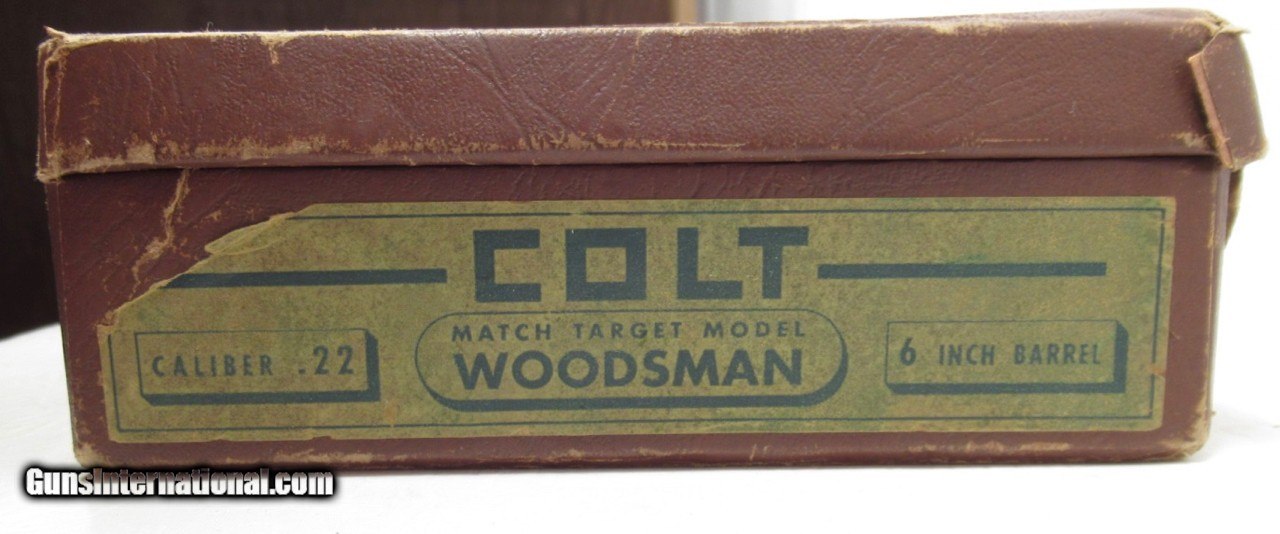 COLT
MATCH TARGET MODEL
WOODSMAN
CALIBER .22
6 INCH BARREL
GunsInternational.com